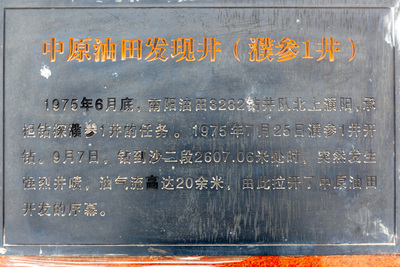 中原油田发现井（濮参1井）
1975年6月底，南阳油田3282钻井队北上濮阳，承
担钻探濮参1井的任务。1975年7月25日濮参1井开
钻。9月7日，钻到沙二段2607.06米处时，突然发生
强烈井喷，油气流高达20余米，由此拉开了中原油田
开发的序幕。